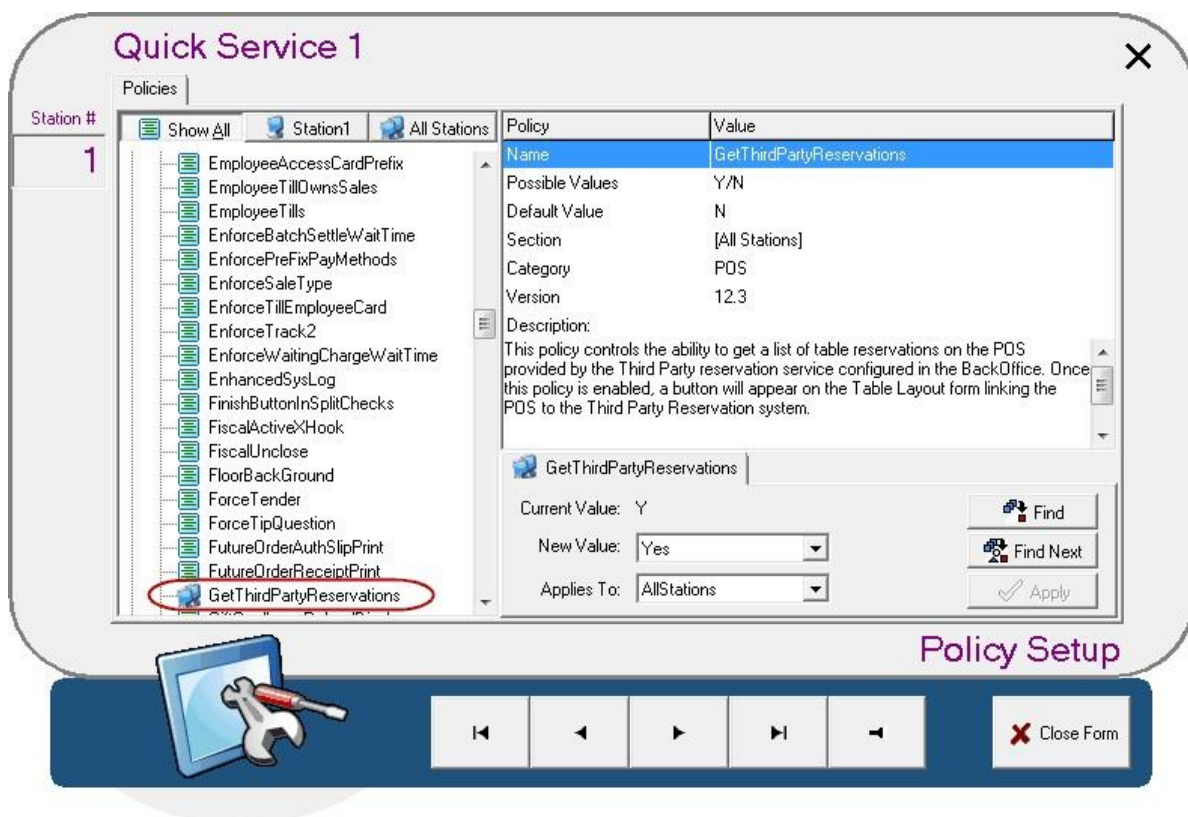 Quick Service 1
Policies
Station #
1
Show All
Station1
All Stations
EmployeeAccessCardPrefix
EmployeeTillOwnsSales
EmployeeTills
EnforceBatchSettleWaitTime
EnforcePreFixPayMethods
EnforceSaleType
EnforceTillEmployeeCard
EnforceTrack2
EnforceWaitingChargeWaitTime
EnhancedSysLog
FinishButtonInSplitChecks
FiscalActiveXHook
FiscalUnclose
FloorBackGround
ForceTender
ForceTipQuestion
FutureOrderAuthSlipPrint
FutureOrderReceiptPrint
GetThirdPartyReservations
Policy Value
Name GetThirdPartyReservations
Possible Values Y/N
Default Value N
Section [All Stations]
Category POS
Version 12.3
Description:
This policy controls the ability to get a list of table reservations on the POS
provided by the Third Party reservation service configured in the BackOffice. Once
this policy is enabled, a button will appear on the Table Layout form linking the
POS to the Third Party Reservation system.
GetThirdPartyReservations
Current Value: Y
New Value: Yes
Applies To: AllStations
Find
Find Next
Apply
Policy Setup
Close Form